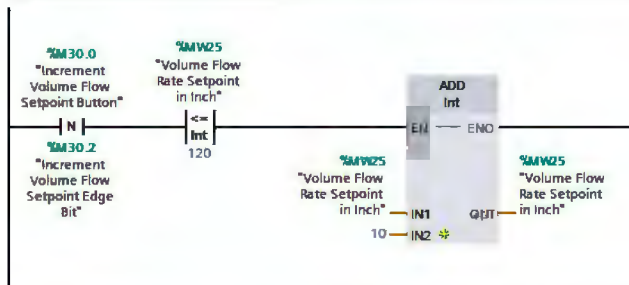 %M30.0
"Increment
Volume Flow
Setpoint Button"
N
%M30.2
"Increment
Volume Flow
Setpoint Edge
Bit"
%MW25
"Volume Flow
Rate Setpoint
in Inch"
<=
Int
120
ADD
Int
EN
ENO
%MW25
"Volume Flow
Rate Setpoint
in Inch"
IN1
10
IN2
OUT
%MW25
"Volume Flow
Rate Setpoint
in Inch"